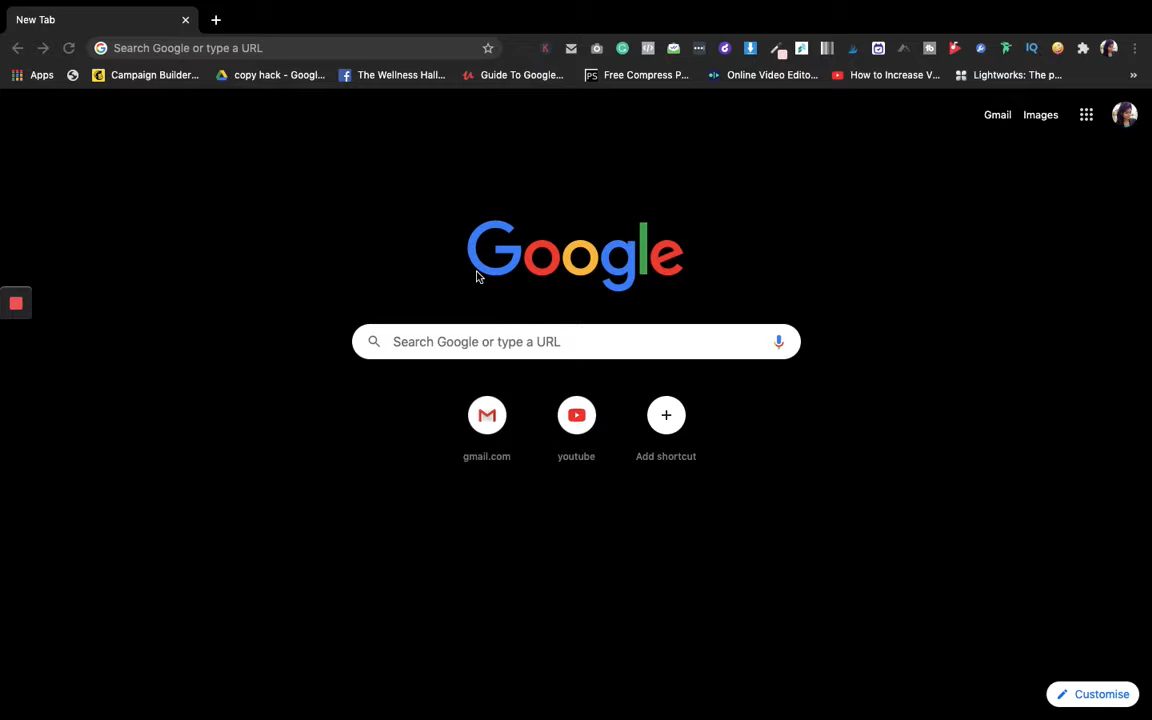 New Tab
Search Google or type a URL
Apps
Campaign Builder...
copy hack - Googl...
The Wellness Hall...
Guide To Google...
PS
Free Compress P...
Online Video Edito...
How to Increase V...
Lightworks: The p...
Gmail
Images
Google
Search Google or type a URL
gmail.com
youtube
Add shortcut
Customise